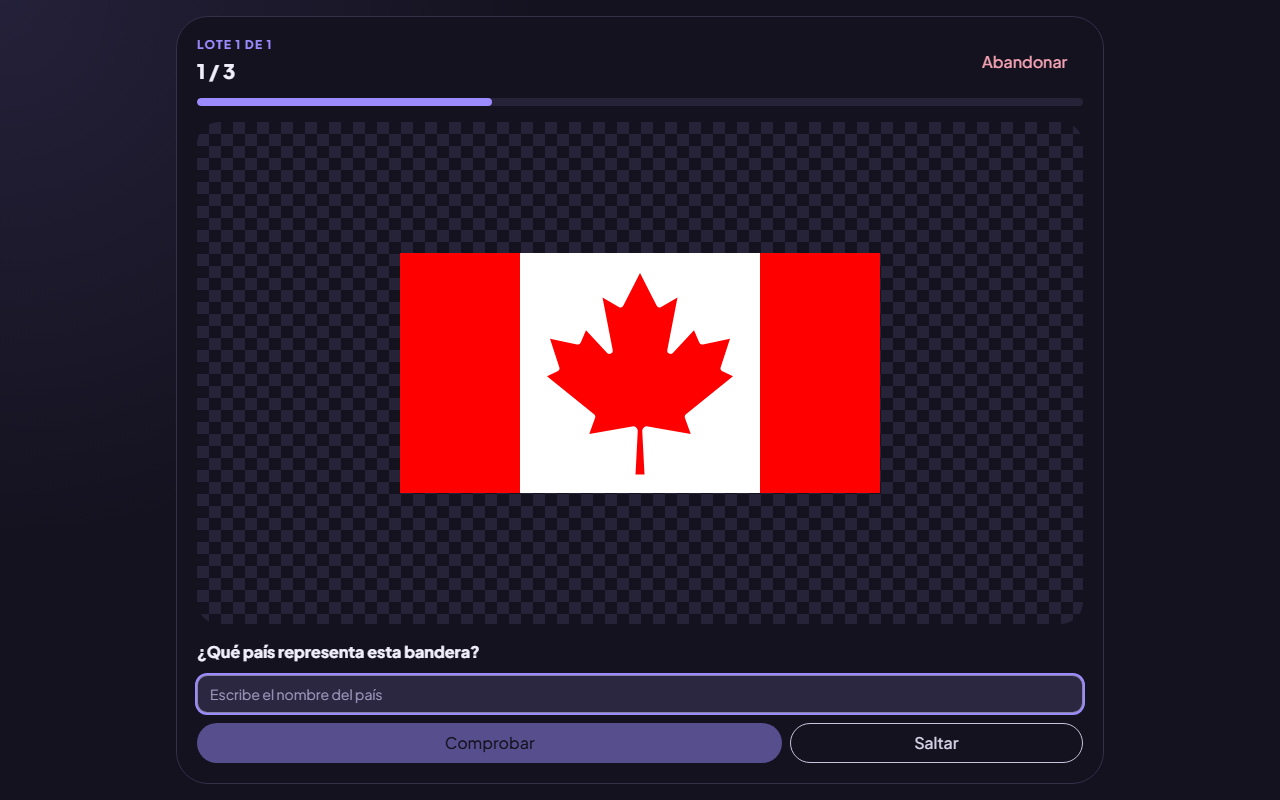 LOTE 1 DE 1
1 / 3
Abandonar
¿Qué país representa esta bandera?
Escribe el nombre del país
Comprobar
Saltar